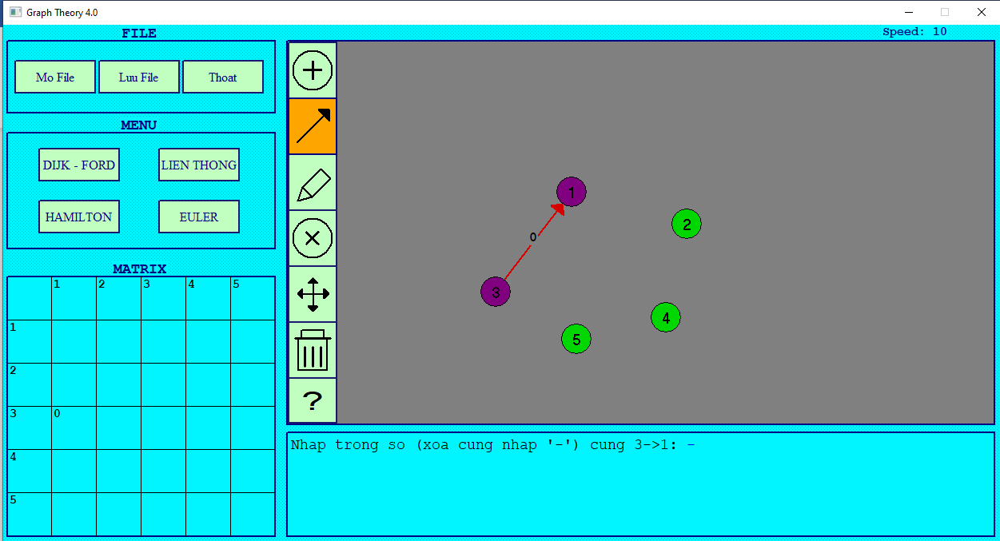 Graph Theory 4.0
Speed: 10
FILE
Mo File Luu File Thoat
MENU
DIJK - FORD LIEN THONG
HAMILTON EULER
MATRIX
1 2 3 4 5
1
2
3 0
4
5
1
2
0
3
4
5
?
Nhap trong so (xoa cung nhap '-') cung 3->1: -